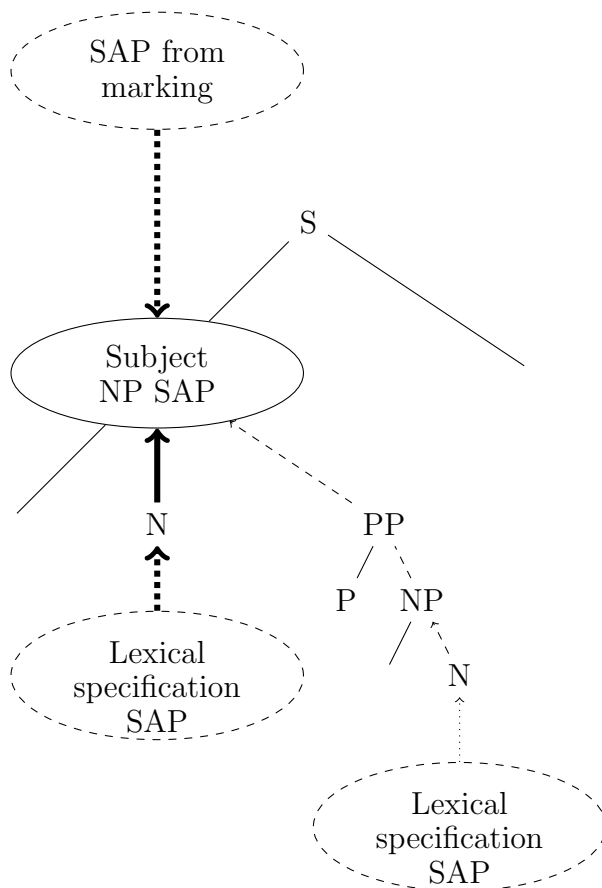 SAP from
marking
S
Subject
NP SAP
N
PP
P
NP
Lexical
specification
SAP
N
Lexical
specification
SAP